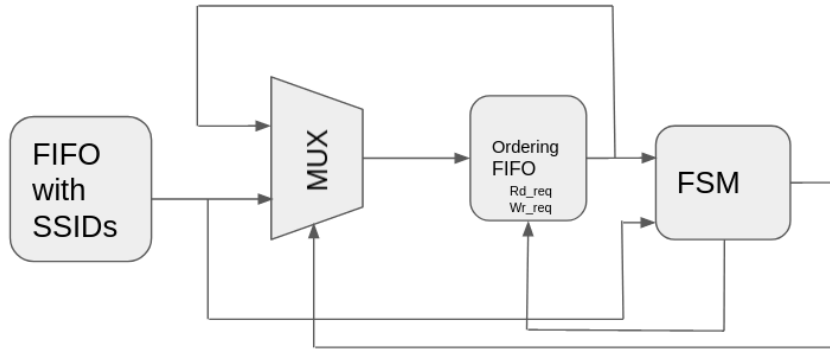 FIFO
with
SSIDs
MUX
Ordering
FIFO
Rd_req
Wr_req
FSM